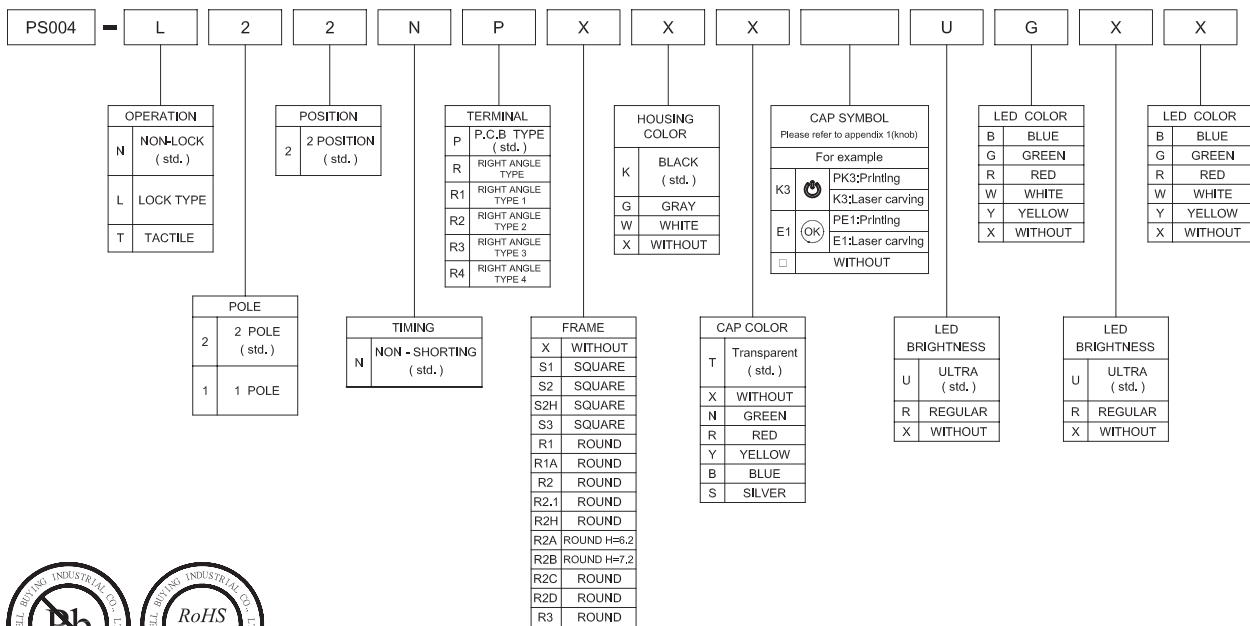 PS004 - L 2 2 N P X X X U G X X
OPERATION
N NON-LOCK
( std. )
L LOCK TYPE
T TACTILE
POSITION
2 2 POSITION
( std. )
TERMINAL
P P.C.B TYPE
( std. )
R RIGHT ANGLE
TYPE
R1 RIGHT ANGLE
TYPE 1
R2 RIGHT ANGLE
TYPE 2
R3 RIGHT ANGLE
TYPE 3
R4 RIGHT ANGLE
TYPE 4
HOUSING
COLOR
K BLACK
( std. )
G GRAY
W WHITE
X WITHOUT
CAP SYMBOL
Please refer to appendix 1(knob)
For example
K3 PK3:Printing
K3:Laser carving
E1 OK PE1:Printing
E1:Laser carving
□ WITHOUT
LED COLOR
B BLUE
G GREEN
R RED
W WHITE
Y YELLOW
X WITHOUT
LED COLOR
B BLUE
G GREEN
R RED
W WHITE
Y YELLOW
X WITHOUT
POLE
2 2 POLE
( std. )
1 1 POLE
TIMING
N NON - SHORTING
( std. )
FRAME
X WITHOUT
S1 SQUARE
S2 SQUARE
S2H SQUARE
S3 SQUARE
R1 ROUND
R1A ROUND
R2 ROUND
R2.1 ROUND
R2H ROUND
R2A ROUND H=6.2
R2B ROUND H=7.2
R2C ROUND
R2D ROUND
R3 ROUND
CAP COLOR
T Transparent
( std. )
X WITHOUT
N GREEN
R RED
Y YELLOW
B BLUE
S SILVER
LED
BRIGHTNESS
U ULTRA
( std. )
R REGULAR
X WITHOUT
LED
BRIGHTNESS
U ULTRA
( std. )
R REGULAR
X WITHOUT
BUYING INDUSTRIAL CO.,
Pb
BUYING INDUSTRIAL CO.,
RoHS